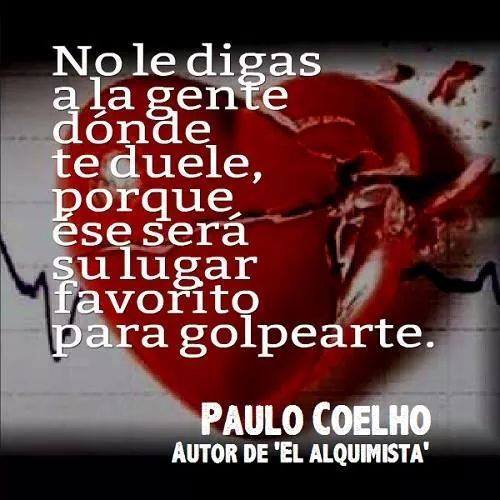 No le digas
a la gente
dónde
te duele,
porque
ése será
su lugar
favorito
para golpearte.
PAULO COELHO
AUTOR DE 'EL ALQUIMISTA'